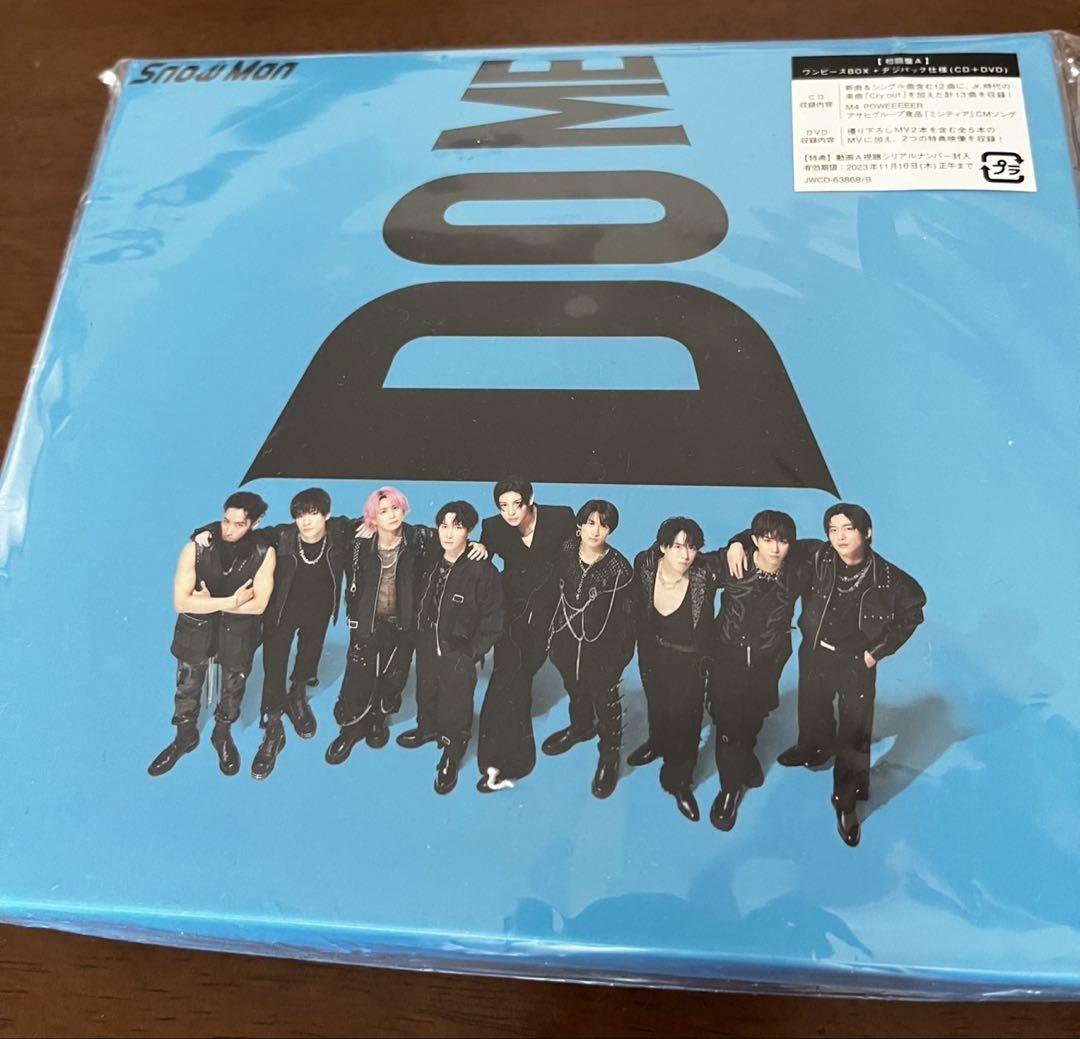 Snow Man
i DO ME
【初回盤A】
ワンピースBOX + デジパック仕様(CD+DVD)
CD
収録内容
新曲&シングル曲含む12曲に、Jr.時代の
楽曲「Cry out」を加えた計13曲を収録!
M4 POWEEEEER
アサヒグループ食品「ミンティア」CMソング
DVD
収録内容
撮り下ろしMV2本を含む全5本の
MVに加え、2つの特典映像を収録!
【特典】動画A視聴シリアルナンバー封入
有効期限:2023年11月16日(木)正午まで
JWCD-63868/B
プラ